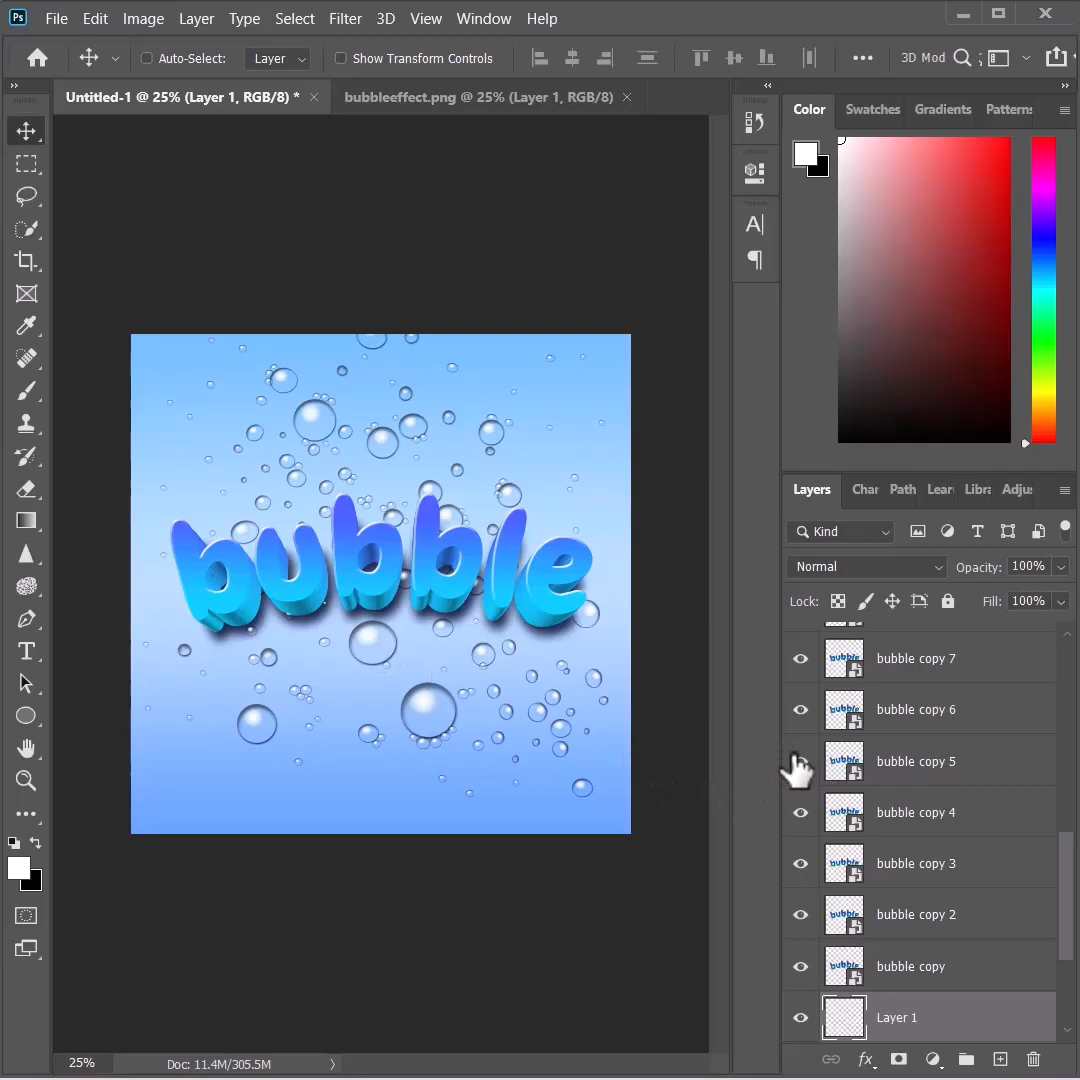 Ps File Edit Image Layer Type Select Filter 3D View Window Help
Auto-Select: Layer Show Transform Controls 3D Mod
Untitled-1 @ 25% (Layer 1, RGB/8) * bubbleeffect.png @ 25% (Layer 1, RGB/8)
Color Swatches Gradients Patterns
bubble
Layers Char Path Lear Libra Adjus
Kind
Normal Opacity: 100%
Lock: Fill: 100%
bubble copy 7
bubble copy 6
bubble copy 5
bubble copy 4
bubble copy 3
bubble copy 2
bubble copy
Layer 1
25% Doc: 11.4M/305.5M